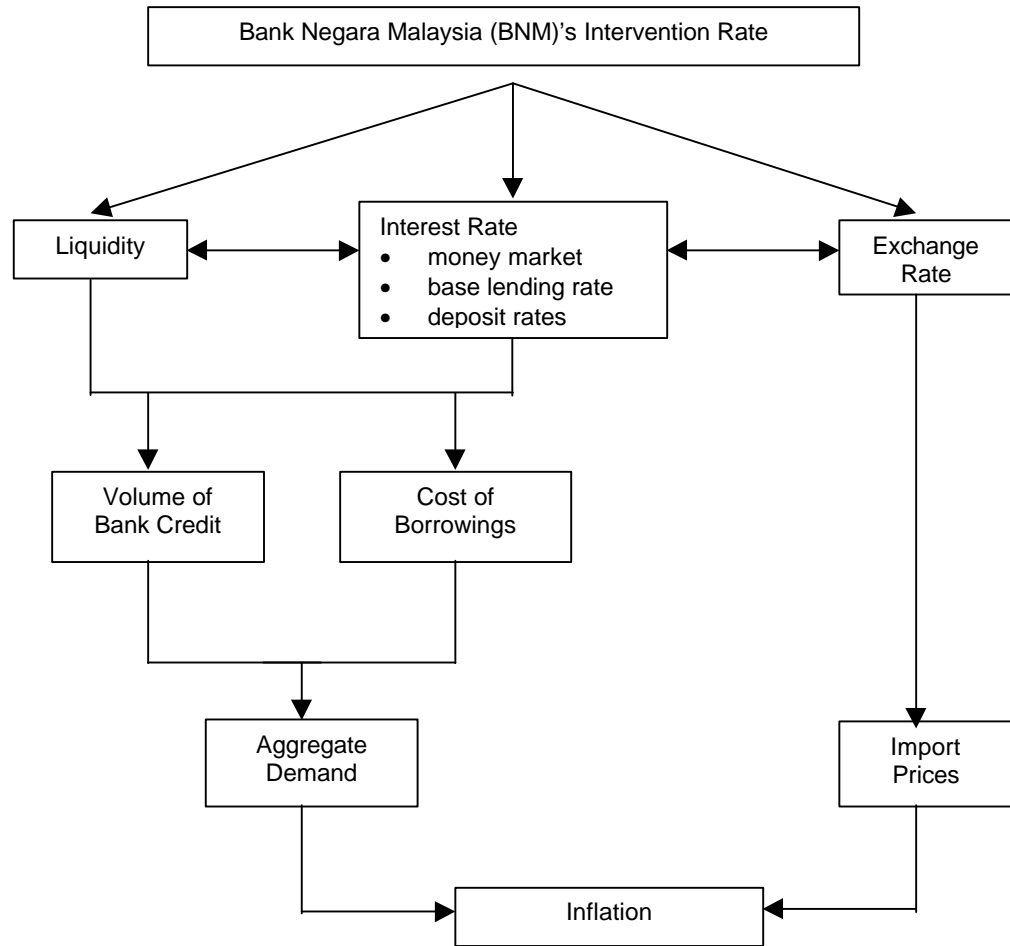 Bank Negara Malaysia (BNM)'s Intervention Rate
Liquidity
Interest Rate
• money market
• base lending rate
• deposit rates
Exchange
Rate
Volume of
Bank Credit
Cost of
Borrowings
Aggregate
Demand
Import
Prices
Inflation